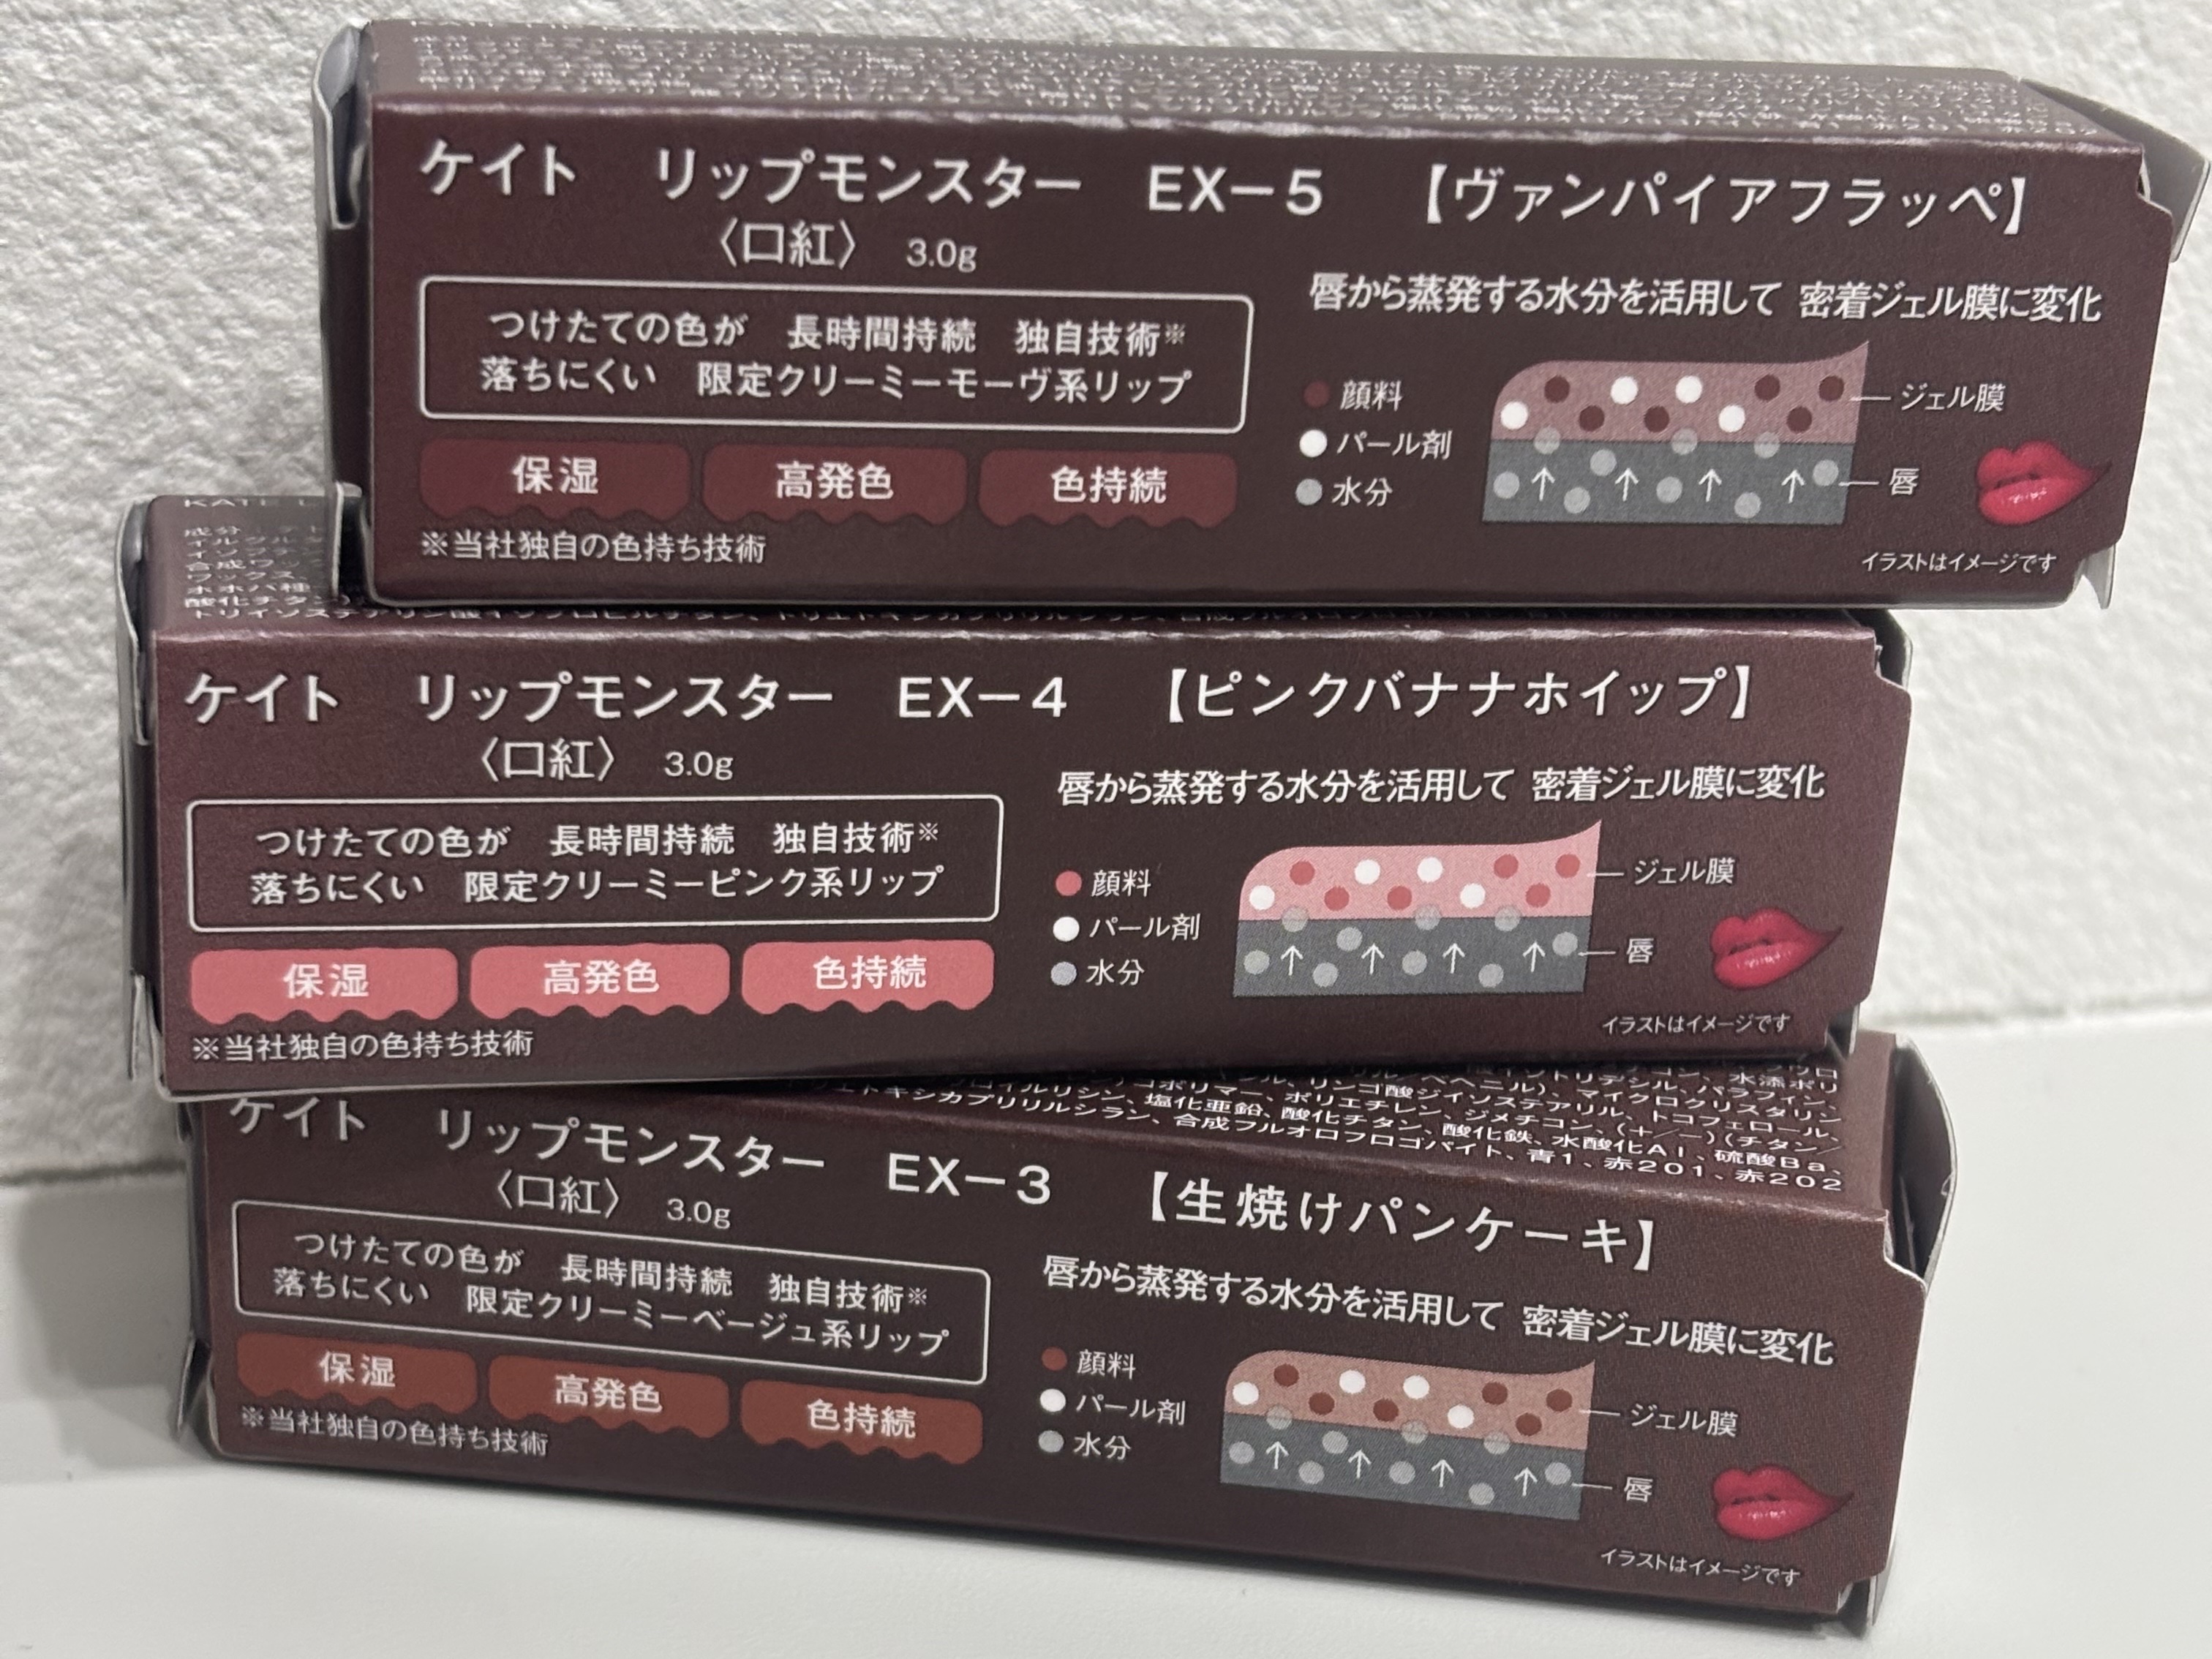 ケイト　リップモンスター　EX－5　【ヴァンパイアフラッペ】
〈口紅〉 3.0g
つけたての色が　長時間持続　独自技術※
落ちにくい　限定クリーミーモーヴ系リップ
保湿　高発色　色持続
※当社独自の色持ち技術
唇から蒸発する水分を活用して 密着ジェル膜に変化
顔料
パール剤
水分
ジェル膜
唇
イラストはイメージです
ケイト　リップモンスター　EX－4　【ピンクバナナホイップ】
〈口紅〉 3.0g
つけたての色が　長時間持続　独自技術※
落ちにくい　限定クリーミーピンク系リップ
保湿　高発色　色持続
※当社独自の色持ち技術
唇から蒸発する水分を活用して 密着ジェル膜に変化
顔料
パール剤
水分
ジェル膜
唇
イラストはイメージです
リンゴ酸ジイソステアリル、トコフェロール、
コポリマー、ポリエチレン、ジメチコン、(＋／－)(チタン／
塩化亜鉛、酸化チタン、酸化鉄、水酸化Al、硫酸Ba、
トキシカプリリルシラン、合成フルオロフロゴパイト、青1、赤201、赤202
ケイト　リップモンスター　EX－3　【生焼けパンケーキ】
〈口紅〉 3.0g
つけたての色が　長時間持続　独自技術※
落ちにくい　限定クリーミーベージュ系リップ
保湿　高発色　色持続
※当社独自の色持ち技術
唇から蒸発する水分を活用して 密着ジェル膜に変化
顔料
パール剤
水分
ジェル膜
唇
イラストはイメージです